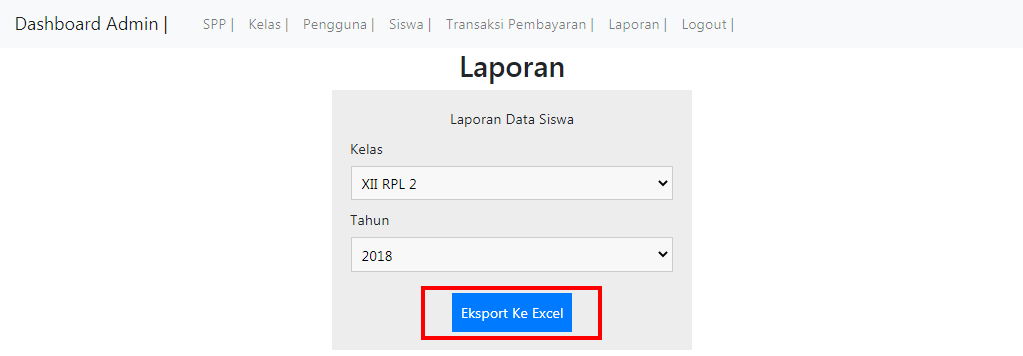 Dashboard Admin | SPP | Kelas | Pengguna | Siswa | Transaksi Pembayaran | Laporan | Logout |
Laporan
Laporan Data Siswa
Kelas
XII RPL 2
Tahun
2018
Eksport Ke Excel